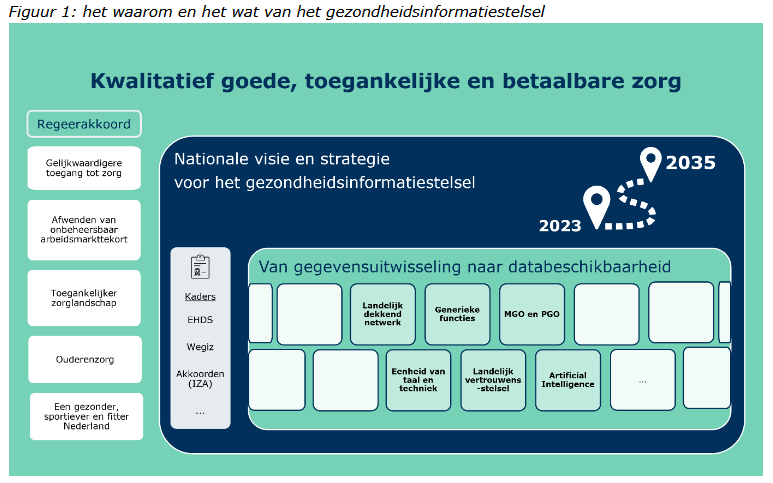 Figuur 1: het waarom en het wat van het gezondheidsinformatiestelsel
Kwalitatief goede, toegankelijke en betaalbare zorg
Regeerakkoord
Gelijkwaardigere
toegang tot zorg
Afwenden van
onbeheersbaar
arbeidsmarkttekort
Toegankelijker
zorglandschap
Ouderenzorg
Een gezonder,
sportiever en fitter
Nederland
Nationale visie en strategie
voor het gezondheidsinformatiestelsel
2035
2023
Kaders
EHDS
Wegiz
Akkoorden
(IZA)
...
Van gegevensuitwisseling naar databeschikbaarheid
Landelijk
dekkend
netwerk
Generieke
functies
MGO en PGO
Eenheid van
taal en
techniek
Landelijk
vertrouwens
-stelsel
Artificial
Intelligence
...